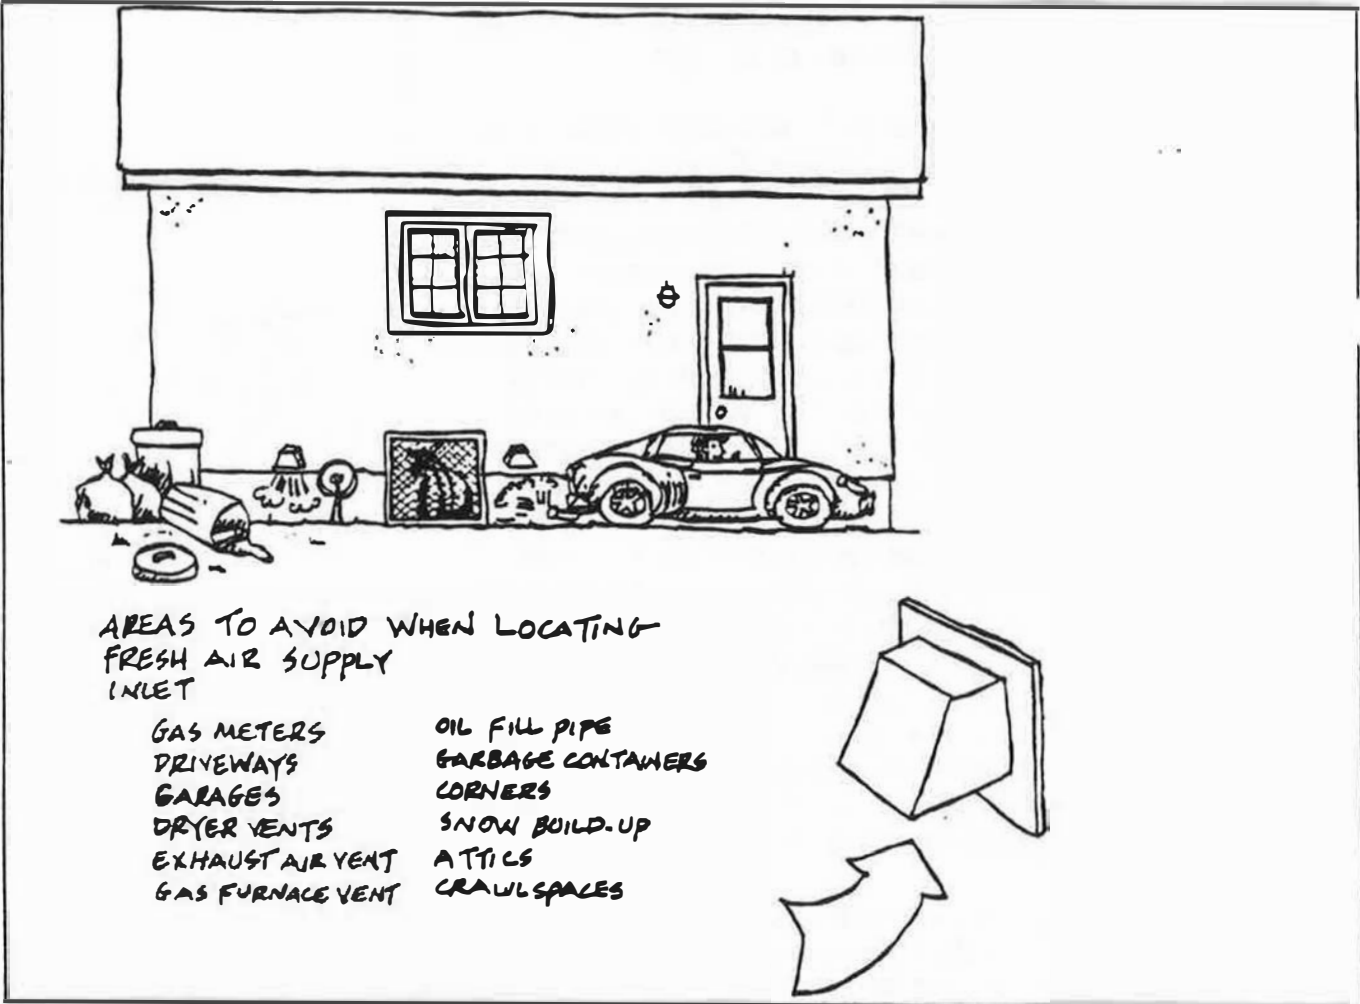 AREAS TO AVOID WHEN LOCATING
FRESH AIR SUPPLY
INLET
GAS METERS
DRIVEWAYS
GARAGES
DRYER VENTS
EXHAUST AIR VENT
GAS FURNACE VENT
OIL FILL PIPE
GARBAGE CONTAINERS
CORNERS
SNOW BUILD-UP
ATTICS
CRAWLSPACES